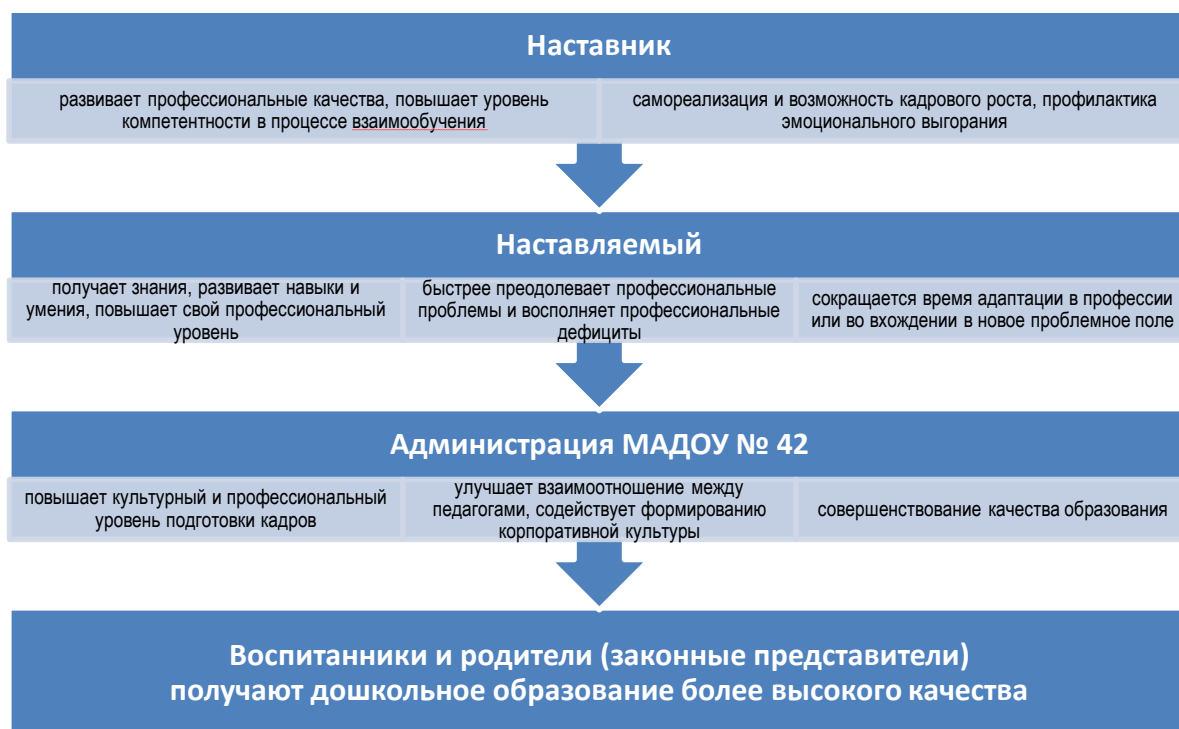 Наставник
развивает профессиональные качества, повышает уровень
компетентности в процессе взаимообучения
самореализация и возможность кадрового роста, профилактика
эмоционального выгорания
Наставляемый
получает знания, развивает навыки и
умения, повышает свой профессиональный
уровень
быстрее преодолевает профессиональные
проблемы и восполняет профессиональные
дефициты
сокращается время адаптации в профессии
или во вхождении в новое проблемное поле
Администрация МАДОУ № 42
повышает культурный и профессиональный
уровень подготовки кадров
улучшает взаимоотношение между
педагогами, содействует формированию
корпоративной культуры
совершенствование качества образования
Воспитанники и родители (законные представители)
получают дошкольное образование более высокого качества